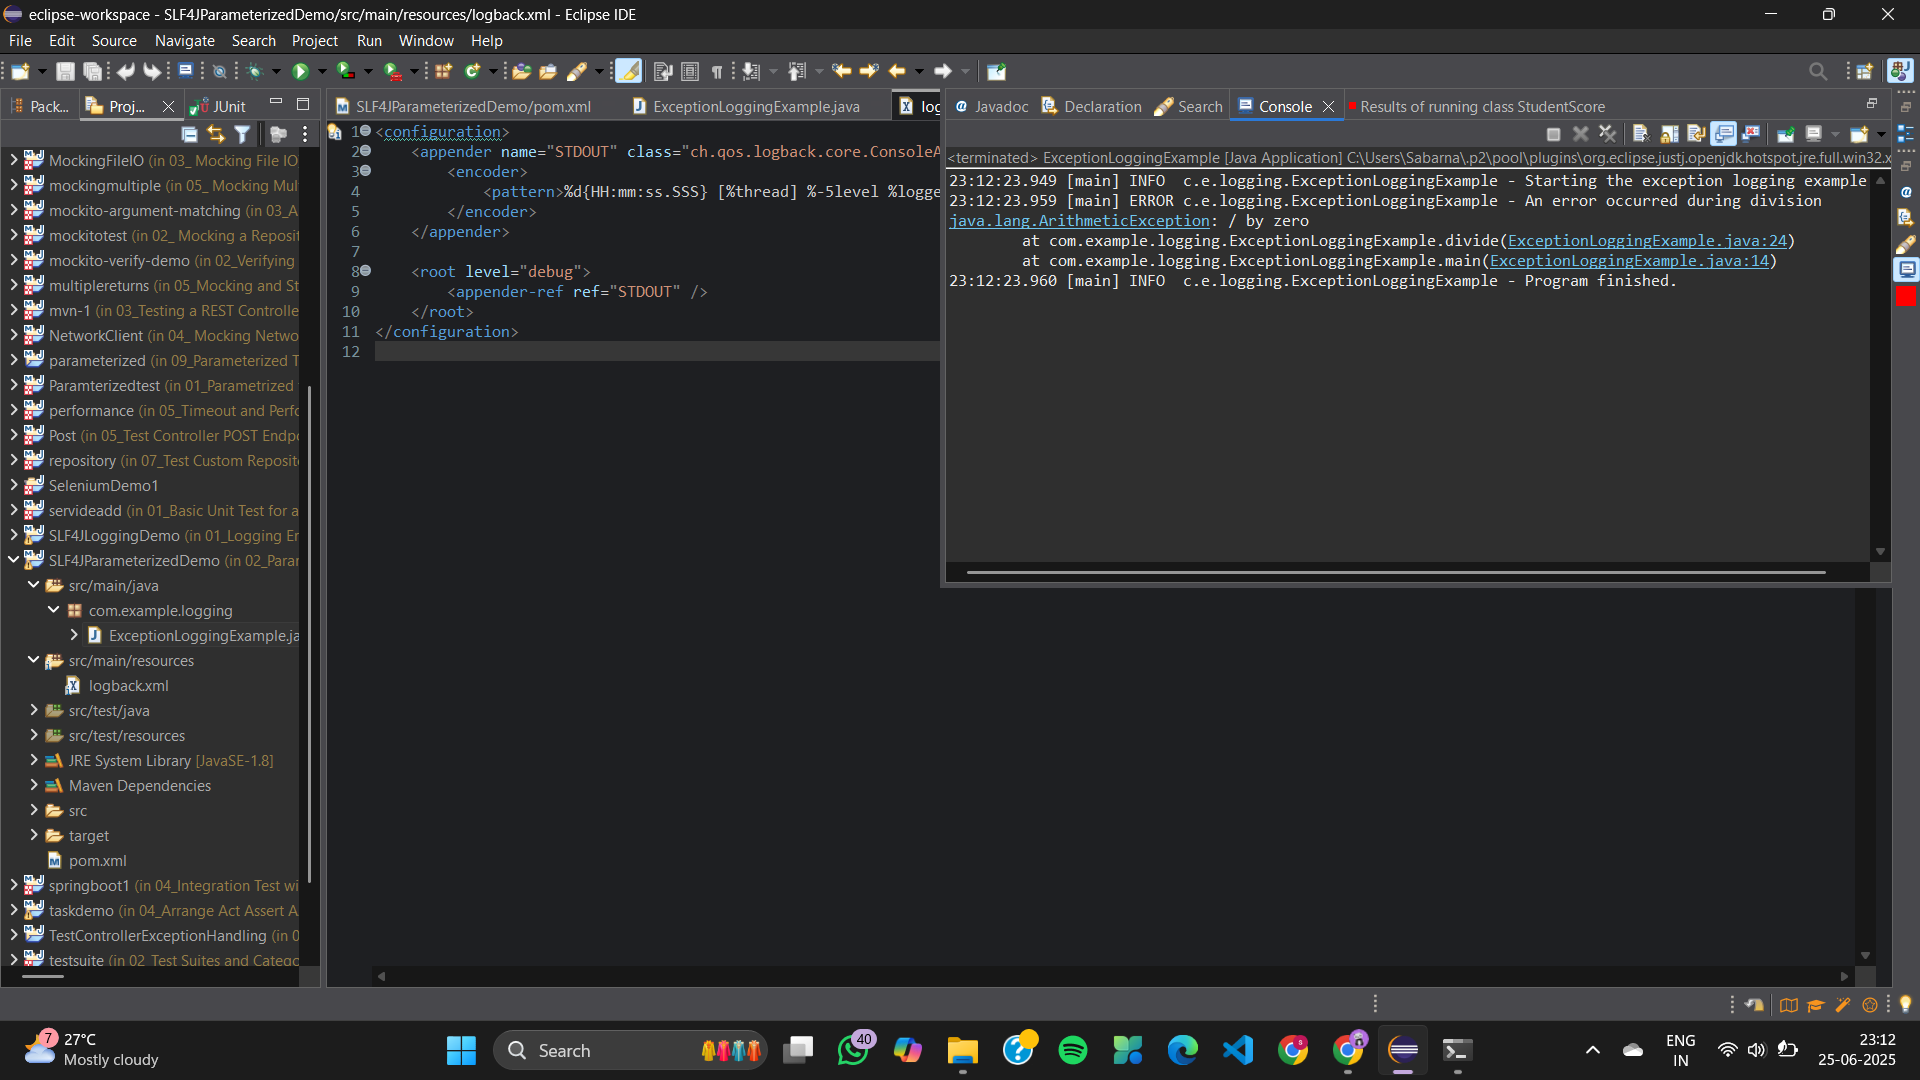 eclipse-workspace - SLF4JParameterizedDemo/src/main/resources/logback.xml - Eclipse IDE
File Edit Source Navigate Search Project Run Window Help
Pack... Proj... JUnit
MockingFileIO (in 03_ Mocking File IO
mockingmultiple (in 05_ Mocking Mul
mockito-argument-matching (in 03_A
mockitotest (in 02_ Mocking a Reposit
mockito-verify-demo (in 02_Verifying
multiplereturns (in 05_Mocking and St
mvn-1 (in 03_Testing a REST Controlle
NetworkClient (in 04_ Mocking Netwo
parameterized (in 09_Parameterized T
Paramterizedtest (in 01_Parametrized
performance (in 05_Timeout and Perfo
Post (in 05_Test Controller POST Endpo
repository (in 07_Test Custom Reposito
SeleniumDemo1
servideadd (in 01_Basic Unit Test for a
SLF4JLoggingDemo (in 01_Logging Er
SLF4JParameterizedDemo (in 02_Parar
src/main/java
com.example.logging
ExceptionLoggingExample.ja
src/main/resources
logback.xml
src/test/java
src/test/resources
JRE System Library [JavaSE-1.8]
Maven Dependencies
src
target
pom.xml
springboot1 (in 04_Integration Test wi
taskdemo (in 04_Arrange Act Assert A
TestControllerExceptionHandling (in 0
testsuite (in 02 Test Suites and Catego
SLF4JParameterizedDemo/pom.xml ExceptionLoggingExample.java log
1 <configuration>
2 <appender name="STDOUT" class="ch.qos.logback.core.ConsoleA
3 <encoder>
4 <pattern>%d{HH:mm:ss.SSS} [%thread] %-5level %logge
5 </encoder>
6 </appender>
7
8 <root level="debug">
9 <appender-ref ref="STDOUT" />
10 </root>
11 </configuration>
12
Javadoc Declaration Search Console Results of running class StudentScore
<terminated> ExceptionLoggingExample [Java Application] C:\Users\Sabarna\.p2\pool\plugins\org.eclipse.justj.openjdk.hotspot.jre.full.win32.x
23:12:23.949 [main] INFO  c.e.logging.ExceptionLoggingExample - Starting the exception logging example
23:12:23.959 [main] ERROR c.e.logging.ExceptionLoggingExample - An error occurred during division
java.lang.ArithmeticException: / by zero
at com.example.logging.ExceptionLoggingExample.divide(ExceptionLoggingExample.java:24)
at com.example.logging.ExceptionLoggingExample.main(ExceptionLoggingExample.java:14)
23:12:23.960 [main] INFO  c.e.logging.ExceptionLoggingExample - Program finished.
7
27°C
Mostly cloudy
Search
40
ENG
IN
23:12
25-06-2025